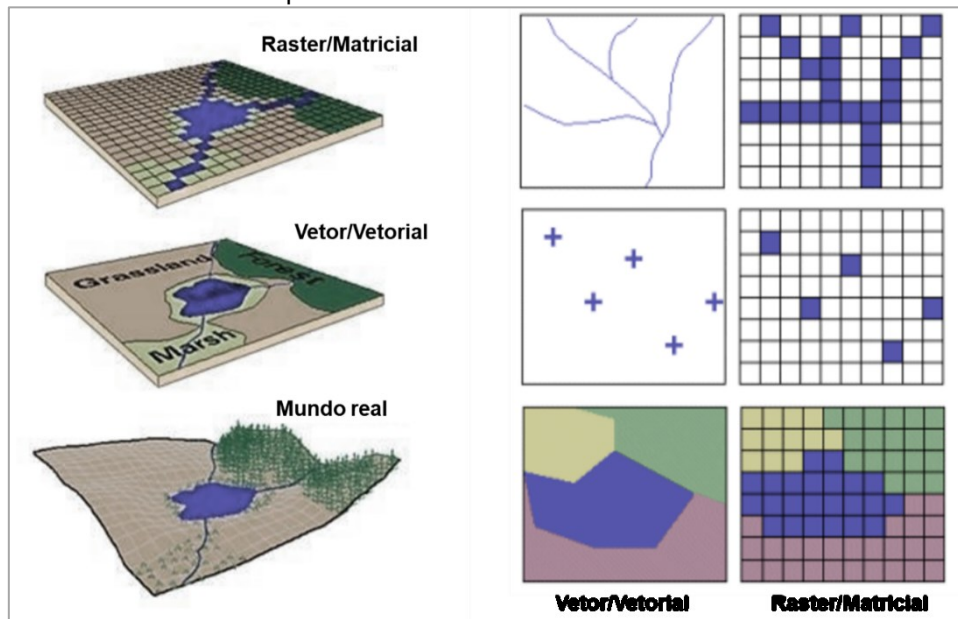 Raster/Matricial
Vetor/Vetorial
Grassland
Forest
Marsh
Mundo real
Vetor/Vetorial
Raster/Matricial